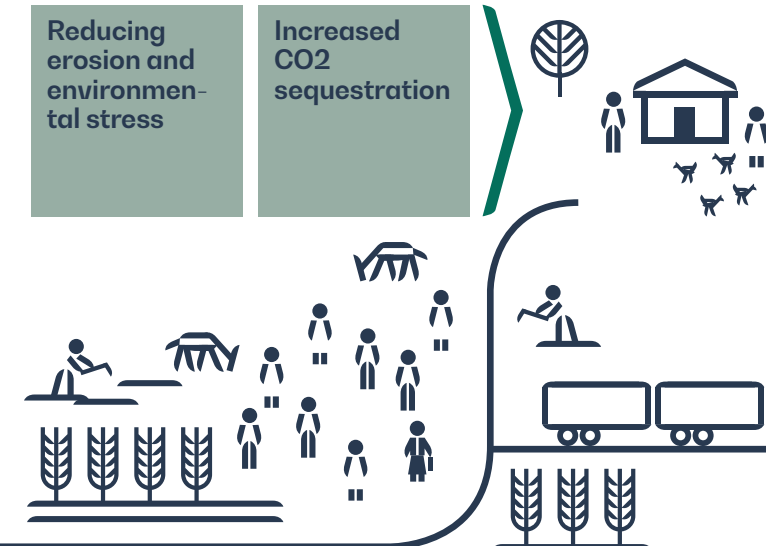 Reducing
erosion and
environmen-
tal stress
Increased
CO2
sequestration